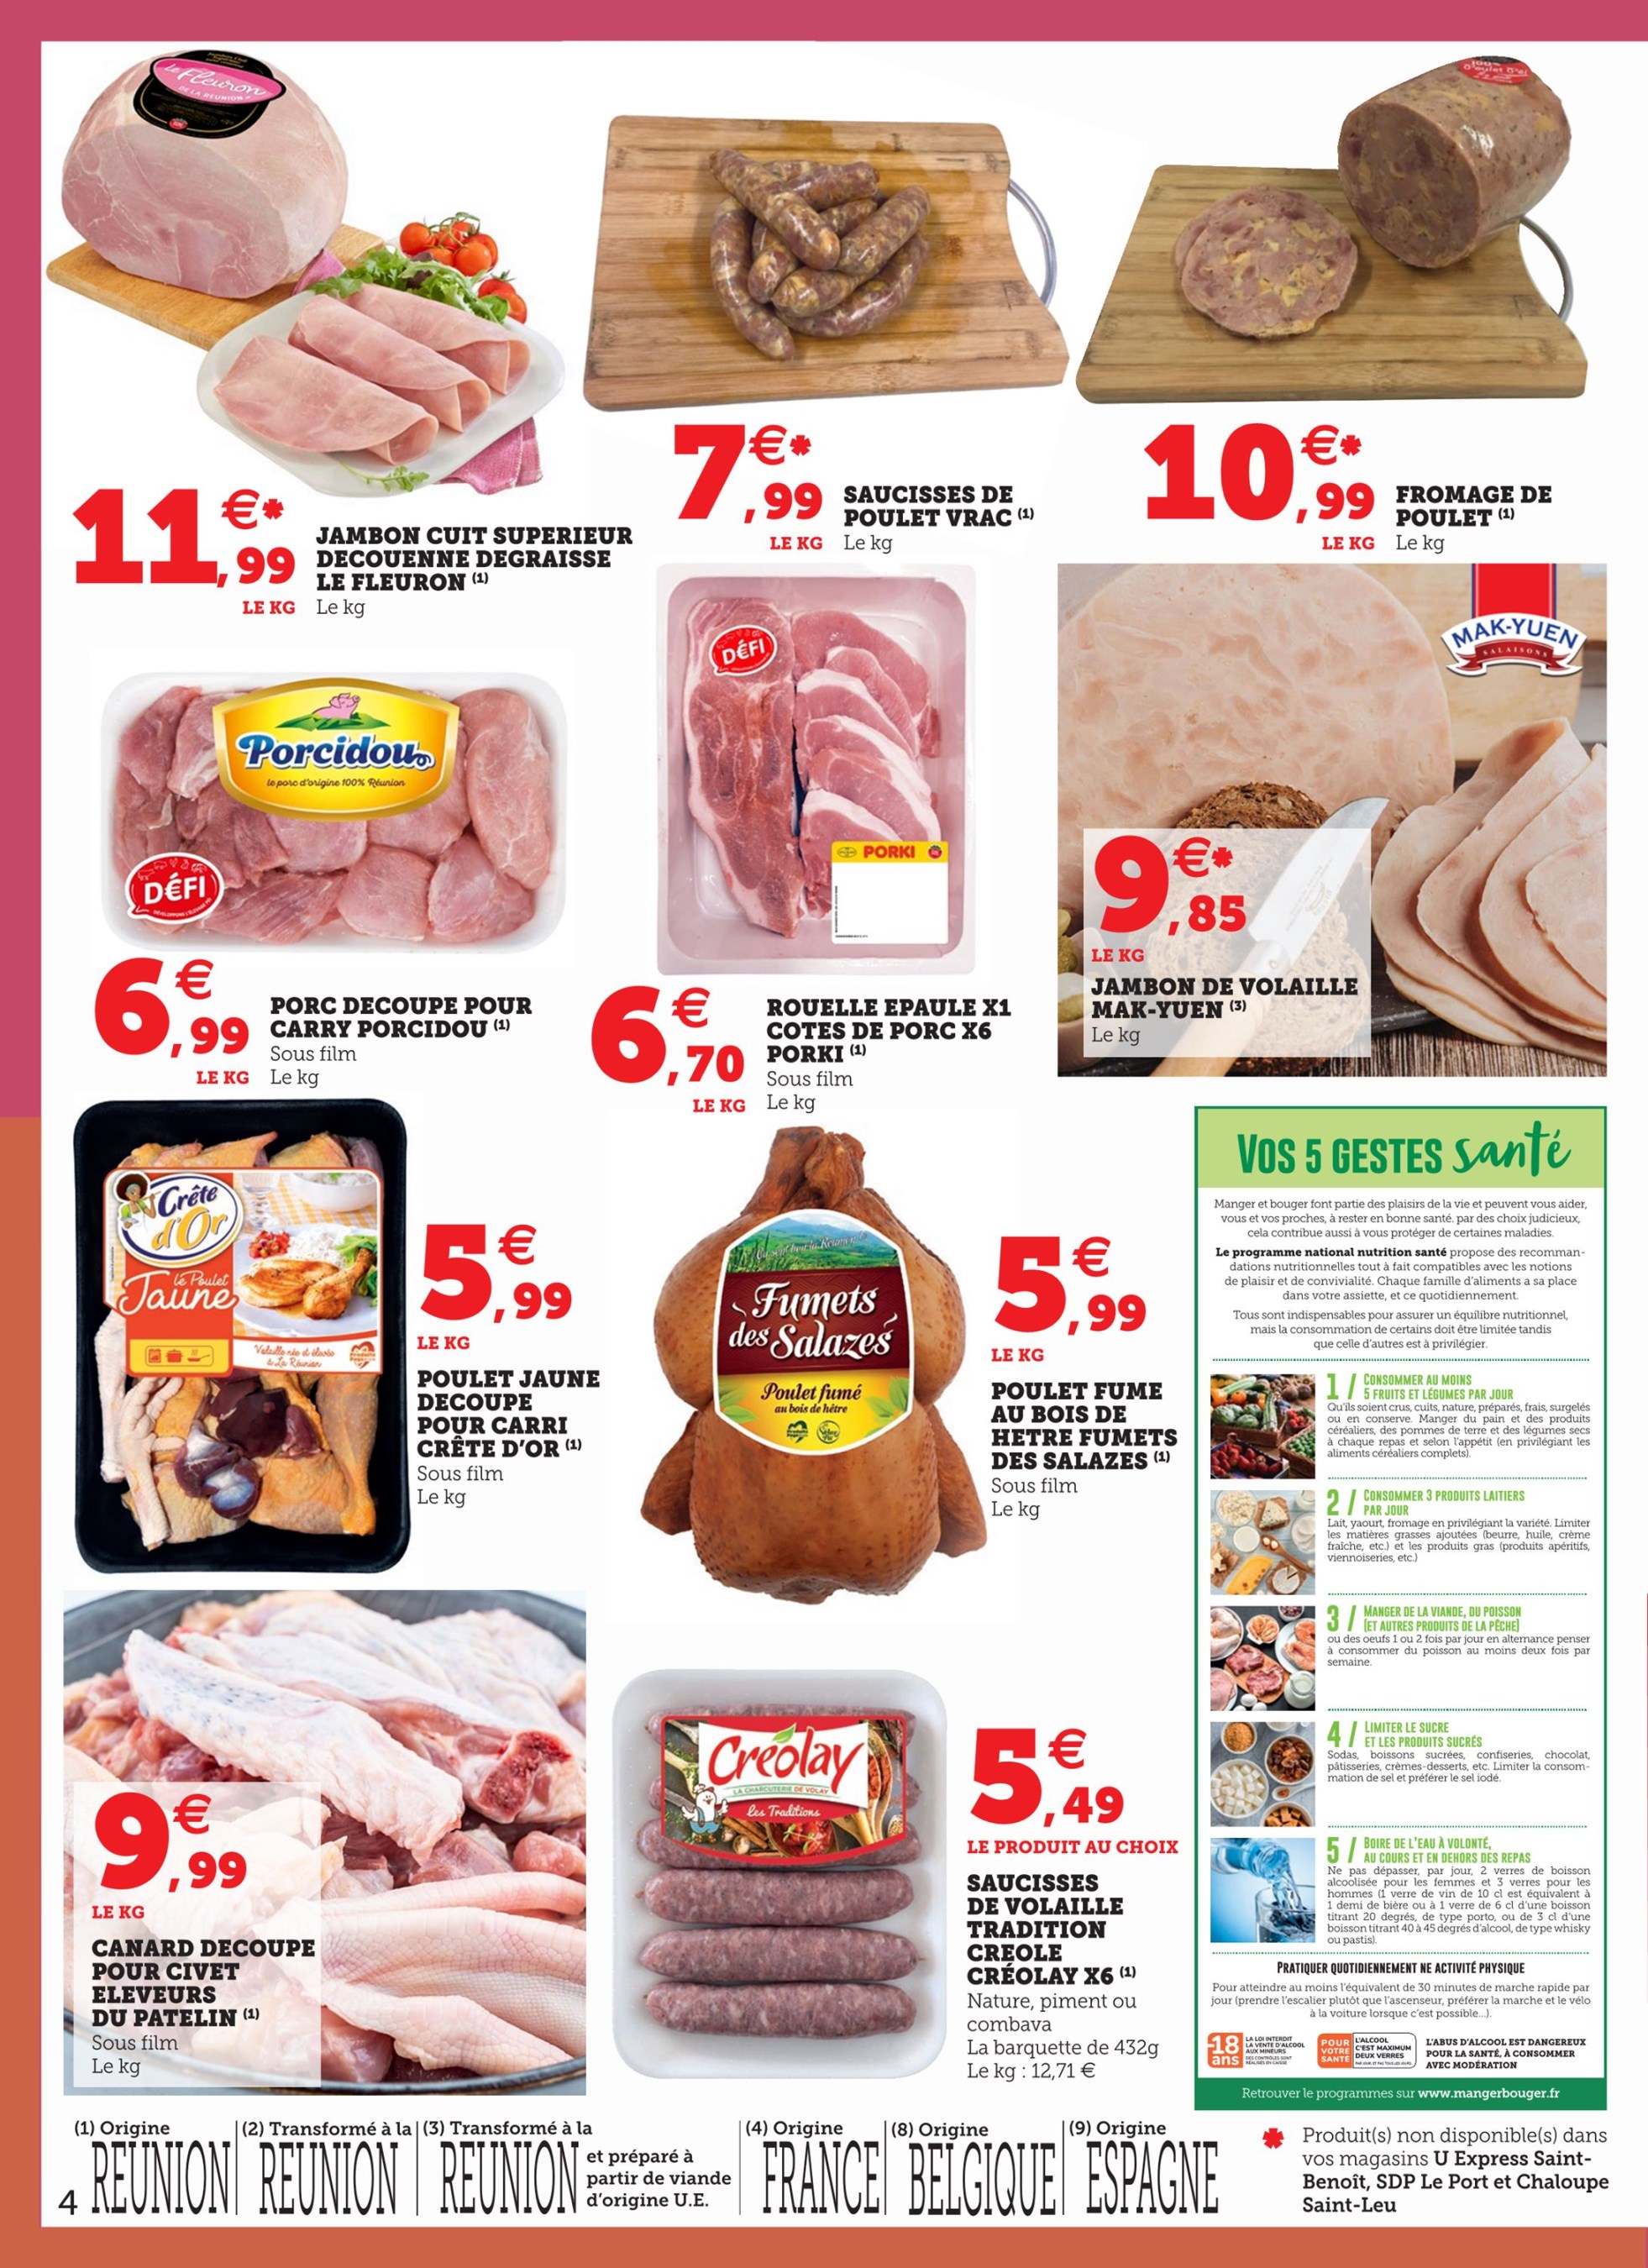 Le Fleuron
DE LA RÉUNION
11,99 €*
LE KG
JAMBON CUIT SUPERIEUR
DECOUENNE DEGRAISSE
LE FLEURON (1)
Le kg
7,99 €*
LE KG
SAUCISSES DE
POULET VRAC (1)
Le kg
10,99 €*
LE KG
FROMAGE DE
POULET (1)
Le kg
Porcidou
le porc d'origine 100% Réunion
DÉFI
6,99 €
LE KG
PORC DECOUPE POUR
CARRY PORCIDOU (1)
Sous film
Le kg
DÉFI
PORKI
6,70 €
LE KG
ROUELLE EPAULE X1
COTES DE PORC X6
PORKI (1)
Sous film
Le kg
MAK-YUEN
SALAISONS
9,85 €*
LE KG
JAMBON DE VOLAILLE
MAK-YUEN (3)
Le kg
Crête
d'Or
le Poulet
Jaune
Volaille née et élevée
à La Réunion
5,99 €
LE KG
POULET JAUNE
DECOUPE
POUR CARRI
CRÊTE D'OR (1)
Sous film
Le kg
Fumets
des Salazes
Poulet fumé
au bois de hêtre
5,99 €
LE KG
POULET FUME
AU BOIS DE
HETRE FUMETS
DES SALAZES (1)
Sous film
Le kg
9,99 €
LE KG
CANARD DECOUPE
POUR CIVET
ELEVEURS
DU PATELIN (1)
Sous film
Le kg
Créolay
LA CHARCUTERIE DE VOLAY
Les Traditions
5,49 €
LE PRODUIT AU CHOIX
SAUCISSES
DE VOLAILLE
TRADITION
CREOLE
CRÉOLAY X6 (1)
Nature, piment ou
combava
La barquette de 432g
Le kg : 12,71 €
VOS 5 GESTES santé
Manger et bouger font partie des plaisirs de la vie et peuvent vous aider,
vous et vos proches, à rester en bonne santé. par des choix judicieux,
cela contribue aussi à vous protéger de certaines maladies.
Le programme national nutrition santé propose des recomman-
dations nutritionnelles tout à fait compatibles avec les notions
de plaisir et de convivialité. Chaque famille d'aliments a sa place
dans votre assiette, et ce quotidiennement.
Tous sont indispensables pour assurer un équilibre nutritionnel,
mais la consommation de certains doit être limitée tandis
que celle d'autres est à privilégier.
1 / CONSOMMER AU MOINS
5 FRUITS ET LÉGUMES PAR JOUR
Qu'ils soient crus, cuits, nature, préparés, frais, surgelés
ou en conserve. Manger du pain et des produits
céréaliers, des pommes de terre et des légumes secs
à chaque repas et selon l'appétit (en privilégiant les
aliments céréaliers complets).
2 / CONSOMMER 3 PRODUITS LAITIERS
PAR JOUR
Lait, yaourt, fromage en privilégiant la variété. Limiter
les matières grasses ajoutées (beurre, huile, crème
fraîche, etc.) et les produits gras (produits apéritifs,
viennoiseries, etc.)
3 / MANGER DE LA VIANDE, DU POISSON
(ET AUTRES PRODUITS DE LA PÊCHE)
ou des oeufs 1 ou 2 fois par jour en alternance penser
à consommer du poisson au moins deux fois par
semaine.
4 / LIMITER LE SUCRE
ET LES PRODUITS SUCRÉS
Sodas, boissons sucrées, confiseries, chocolat,
pâtisseries, crèmes-desserts, etc. Limiter la consom-
mation de sel et préférer le sel iodé.
5 / BOIRE DE L'EAU À VOLONTÉ,
AU COURS ET EN DEHORS DES REPAS
Ne pas dépasser, par jour, 2 verres de boisson
alcoolisée pour les femmes et 3 verres pour les
hommes (1 verre de vin de 10 cl est équivalent à
1 demi de bière ou à 1 verre de 6 cl d'une boisson
titrant 20 degrés, de type porto, ou de 3 cl d'une
boisson titrant 40 à 45 degrés d'alcool, de type whisky
ou pastis).
PRATIQUER QUOTIDIENNEMENT NE ACTIVITÉ PHYSIQUE
Pour atteindre au moins l'équivalent de 30 minutes de marche rapide par
jour (prendre l'escalier plutôt que l'ascenseur, préférer la marche et le vélo
à la voiture lorsque c'est possible...).
-18
ans
LA LOI INTERDIT
LA VENTE D'ALCOOL
AUX MINEURS
DES CONTRÔLES SONT
RÉALISÉS EN CAISSE
POUR
VOTRE
SANTÉ
L'ALCOOL
C'EST MAXIMUM
DEUX VERRES
L'ABUS D'ALCOOL EST DANGEREUX
POUR LA SANTÉ, À CONSOMMER
AVEC MODÉRATION
Retrouver le programmes sur www.mangerbouger.fr
(1) Origine
REUNION
(2) Transformé à la
REUNION
(3) Transformé à la
REUNION
et préparé à
partir de viande
d'origine U.E.
(4) Origine
FRANCE
(8) Origine
BELGIQUE
(9) Origine
ESPAGNE
* Produit(s) non disponible(s) dans
vos magasins U Express Saint-
Benoît, SDP Le Port et Chaloupe
Saint-Leu
4